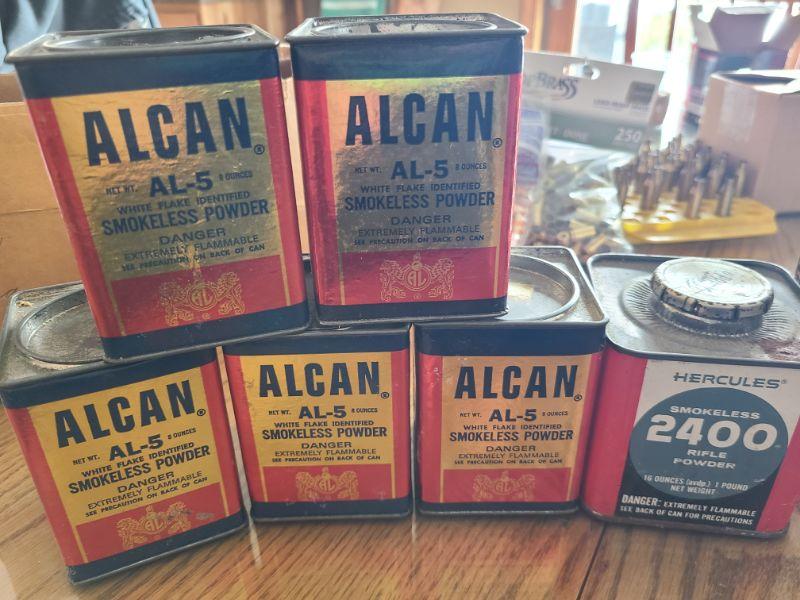 ALCAN®
NET WT. AL-5 8 OUNCES
WHITE FLAKE IDENTIFIED
SMOKELESS POWDER
DANGER
EXTREMELY FLAMMABLE
SEE PRECAUTION ON BACK OF CAN
AL
ALCAN®
NET WT. AL-5 8 OUNCES
WHITE FLAKE IDENTIFIED
SMOKELESS POWDER
DANGER
EXTREMELY FLAMMABLE
SEE PRECAUTION ON BACK OF CAN
AL
BRASS
250
ALCAN®
NET WT. AL-5 8 OUNCES
WHITE FLAKE IDENTIFIED
SMOKELESS POWDER
DANGER
EXTREMELY FLAMMABLE
SEE PRECAUTION ON BACK OF CAN
AL
ALCAN®
NET WT. AL-5 8 OUNCES
WHITE FLAKE IDENTIFIED
SMOKELESS POWDER
DANGER
EXTREMELY FLAMMABLE
SEE PRECAUTION ON BACK OF CAN
AL
ALCAN®
NET WT. AL-5 8 OUNCES
WHITE FLAKE IDENTIFIED
SMOKELESS POWDER
DANGER
EXTREMELY FLAMMABLE
SEE PRECAUTION ON BACK OF CAN
AL
HERCULES®
SMOKELESS
2400
RIFLE
POWDER
16 OUNCES (avdp.) 1 POUND
NET WEIGHT
DANGER: EXTREMELY FLAMMABLE
SEE BACK OF CAN FOR PRECAUTIONS